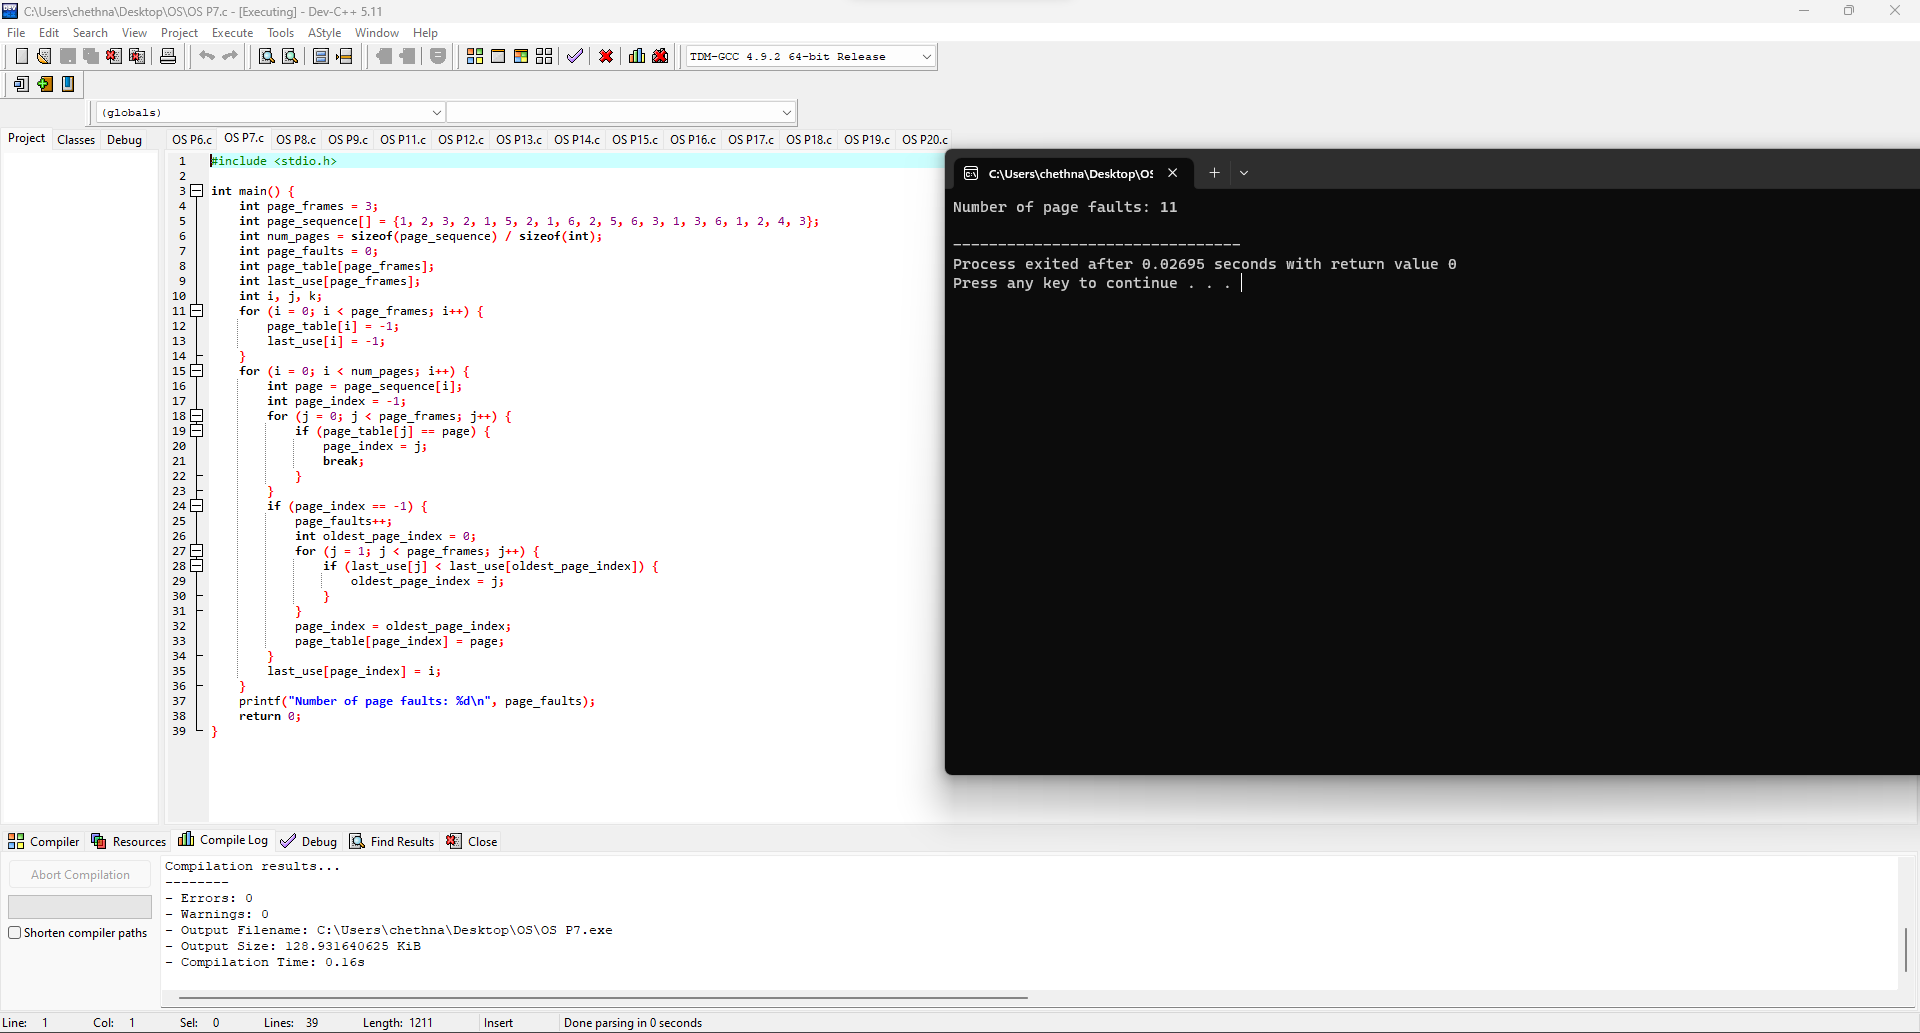 C:\Users\chethna\Desktop\OS\OS P7.c - [Executing] - Dev-C++ 5.11
File Edit Search View Project Execute Tools AStyle Window Help
TDM-GCC 4.9.2 64-bit Release
(globals)
Project Classes Debug
OS P6.c OS P7.c OS P8.c OS P9.c OS P11.c OS P12.c OS P13.c OS P14.c OS P15.c OS P16.c OS P17.c OS P18.c OS P19.c OS P20.c
1 #include <stdio.h>
2
3 int main() {
4 int page_frames = 3;
5 int page_sequence[] = {1, 2, 3, 2, 1, 5, 2, 1, 6, 2, 5, 6, 3, 1, 3, 6, 1, 2, 4, 3};
6 int num_pages = sizeof(page_sequence) / sizeof(int);
7 int page_faults = 0;
8 int page_table[page_frames];
9 int last_use[page_frames];
10 int i, j, k;
11 for (i = 0; i < page_frames; i++) {
12 page_table[i] = -1;
13 last_use[i] = -1;
14 }
15 for (i = 0; i < num_pages; i++) {
16 int page = page_sequence[i];
17 int page_index = -1;
18 for (j = 0; j < page_frames; j++) {
19 if (page_table[j] == page) {
20 page_index = j;
21 break;
22 }
23 }
24 if (page_index == -1) {
25 page_faults++;
26 int oldest_page_index = 0;
27 for (j = 1; j < page_frames; j++) {
28 if (last_use[j] < last_use[oldest_page_index]) {
29 oldest_page_index = j;
30 }
31 }
32 page_index = oldest_page_index;
33 page_table[page_index] = page;
34 }
35 last_use[page_index] = i;
36 }
37 printf("Number of page faults: %d\n", page_faults);
38 return 0;
39 }
C:\Users\chethna\Desktop\OS
Number of page faults: 11
--------------------------------
Process exited after 0.02695 seconds with return value 0
Press any key to continue . . .
Compiler Resources Compile Log Debug Find Results Close
Abort Compilation
Shorten compiler paths
Compilation results...
--------
- Errors: 0
- Warnings: 0
- Output Filename: C:\Users\chethna\Desktop\OS\OS P7.exe
- Output Size: 128.931640625 KiB
- Compilation Time: 0.16s
Line: 1 Col: 1 Sel: 0 Lines: 39 Length: 1211 Insert Done parsing in 0 seconds